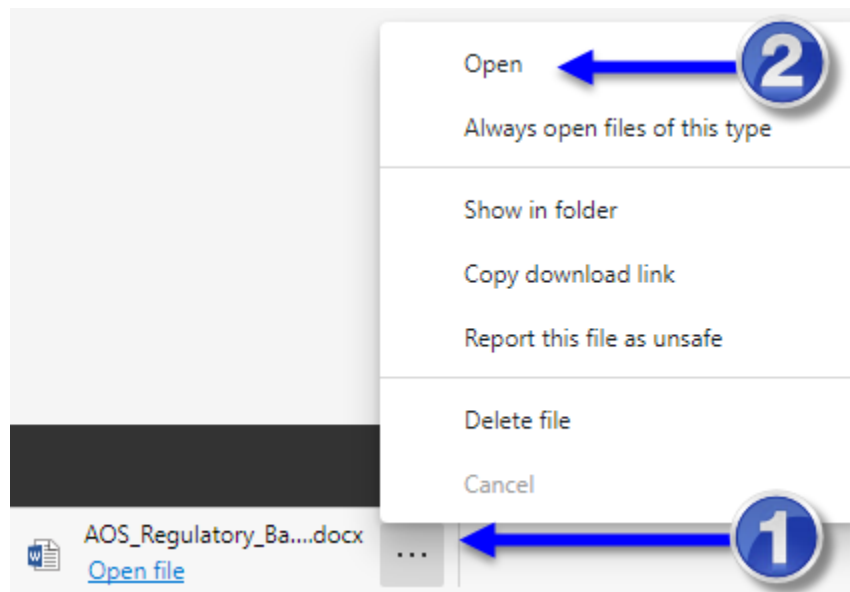 Open
2
Always open files of this type
Show in folder
Copy download link
Report this file as unsafe
Delete file
Cancel
1
AOS_Regulatory_Ba....docx
...
Open file